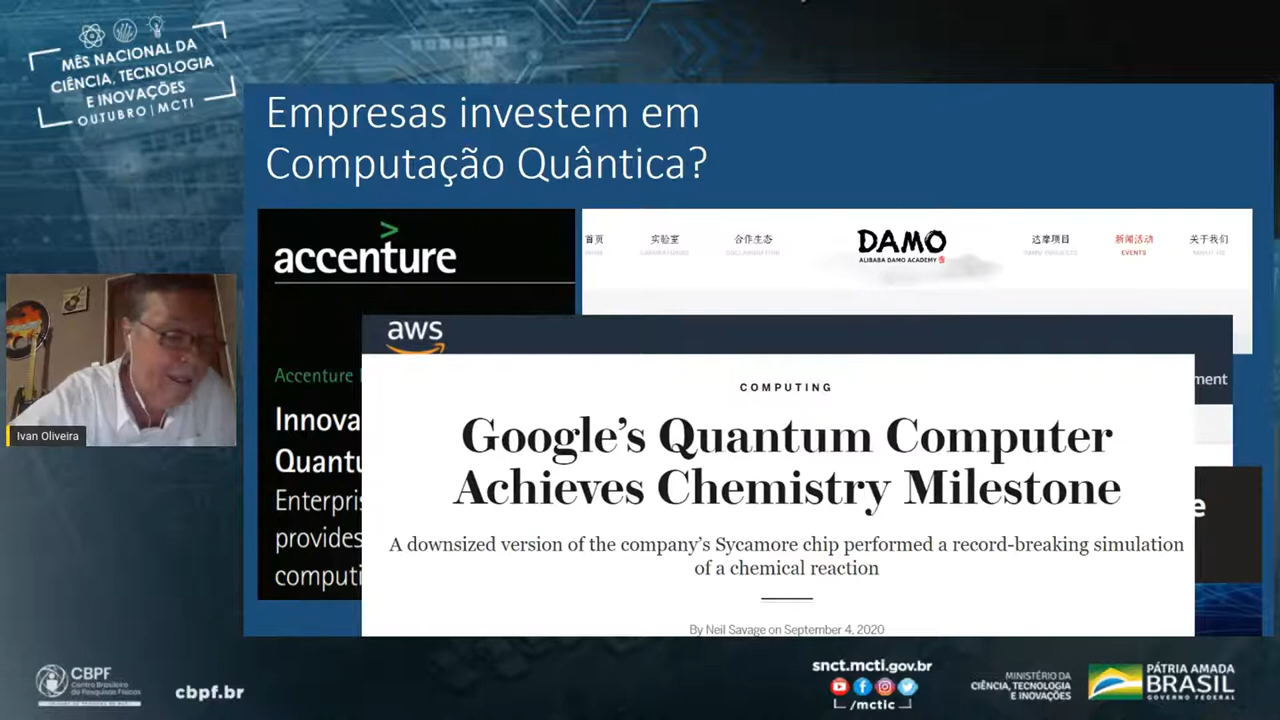 MÊS NACIONAL DA
CIÊNCIA, TECNOLOGIA
E INOVAÇÕES
OUTUBRO | MCTI
Empresas investem em
Computação Quântica?
accenture
首页
实验室
合作生态
DAMO
ALIBABA DAMO ACADEMY
达摩项目
新闻活动
EVENTS
关于我们
aws
Accenture
ment
COMPUTING
Innova
Google's Quantum Computer
Quantu
Achieves Chemistry Milestone
e
Enterpris
provides
computi
A downsized version of the company's Sycamore chip performed a record-breaking simulation
of a chemical reaction
By Neil Savage on September 4, 2020
Ivan Oliveira
CBPF
Centro Brasileiro
de Pesquisas Físicas
cbpf.br
snct.mcti.gov.br
/mctic
MINISTÉRIO DA
CIÊNCIA, TECNOLOGIA
E INOVAÇÕES
PÁTRIA AMADA
BRASIL
GOVERNO FEDERAL